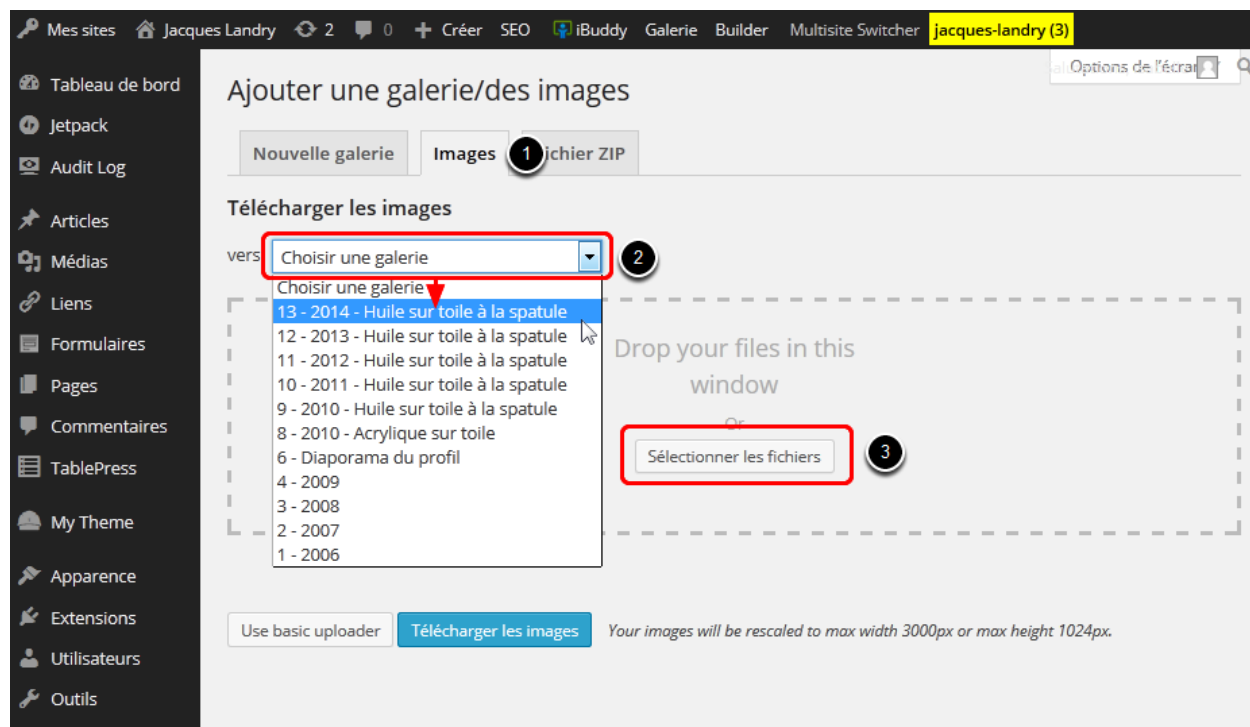 Mes sites Jacques Landry 2 0 + Créer SEO iBuddy Galerie Builder Multisite Switcher jacques-landry (3)
Options de l'écran
Tableau de bord
Jetpack
Audit Log
Articles
Médias
Liens
Formulaires
Pages
Commentaires
TablePress
My Theme
Apparence
Extensions
Utilisateurs
Outils
Ajouter une galerie/des images
Nouvelle galerie Images 1 ichier ZIP
Télécharger les images
vers Choisir une galerie 2
Choisir une galerie
13 - 2014 - Huile sur toile à la spatule
12 - 2013 - Huile sur toile à la spatule
11 - 2012 - Huile sur toile à la spatule
10 - 2011 - Huile sur toile à la spatule
9 - 2010 - Huile sur toile à la spatule
8 - 2010 - Acrylique sur toile
6 - Diaporama du profil
4 - 2009
3 - 2008
2 - 2007
1 - 2006
Drop your files in this
window
Or
Sélectionner les fichiers 3
Use basic uploader Télécharger les images Your images will be rescaled to max width 3000px or max height 1024px.